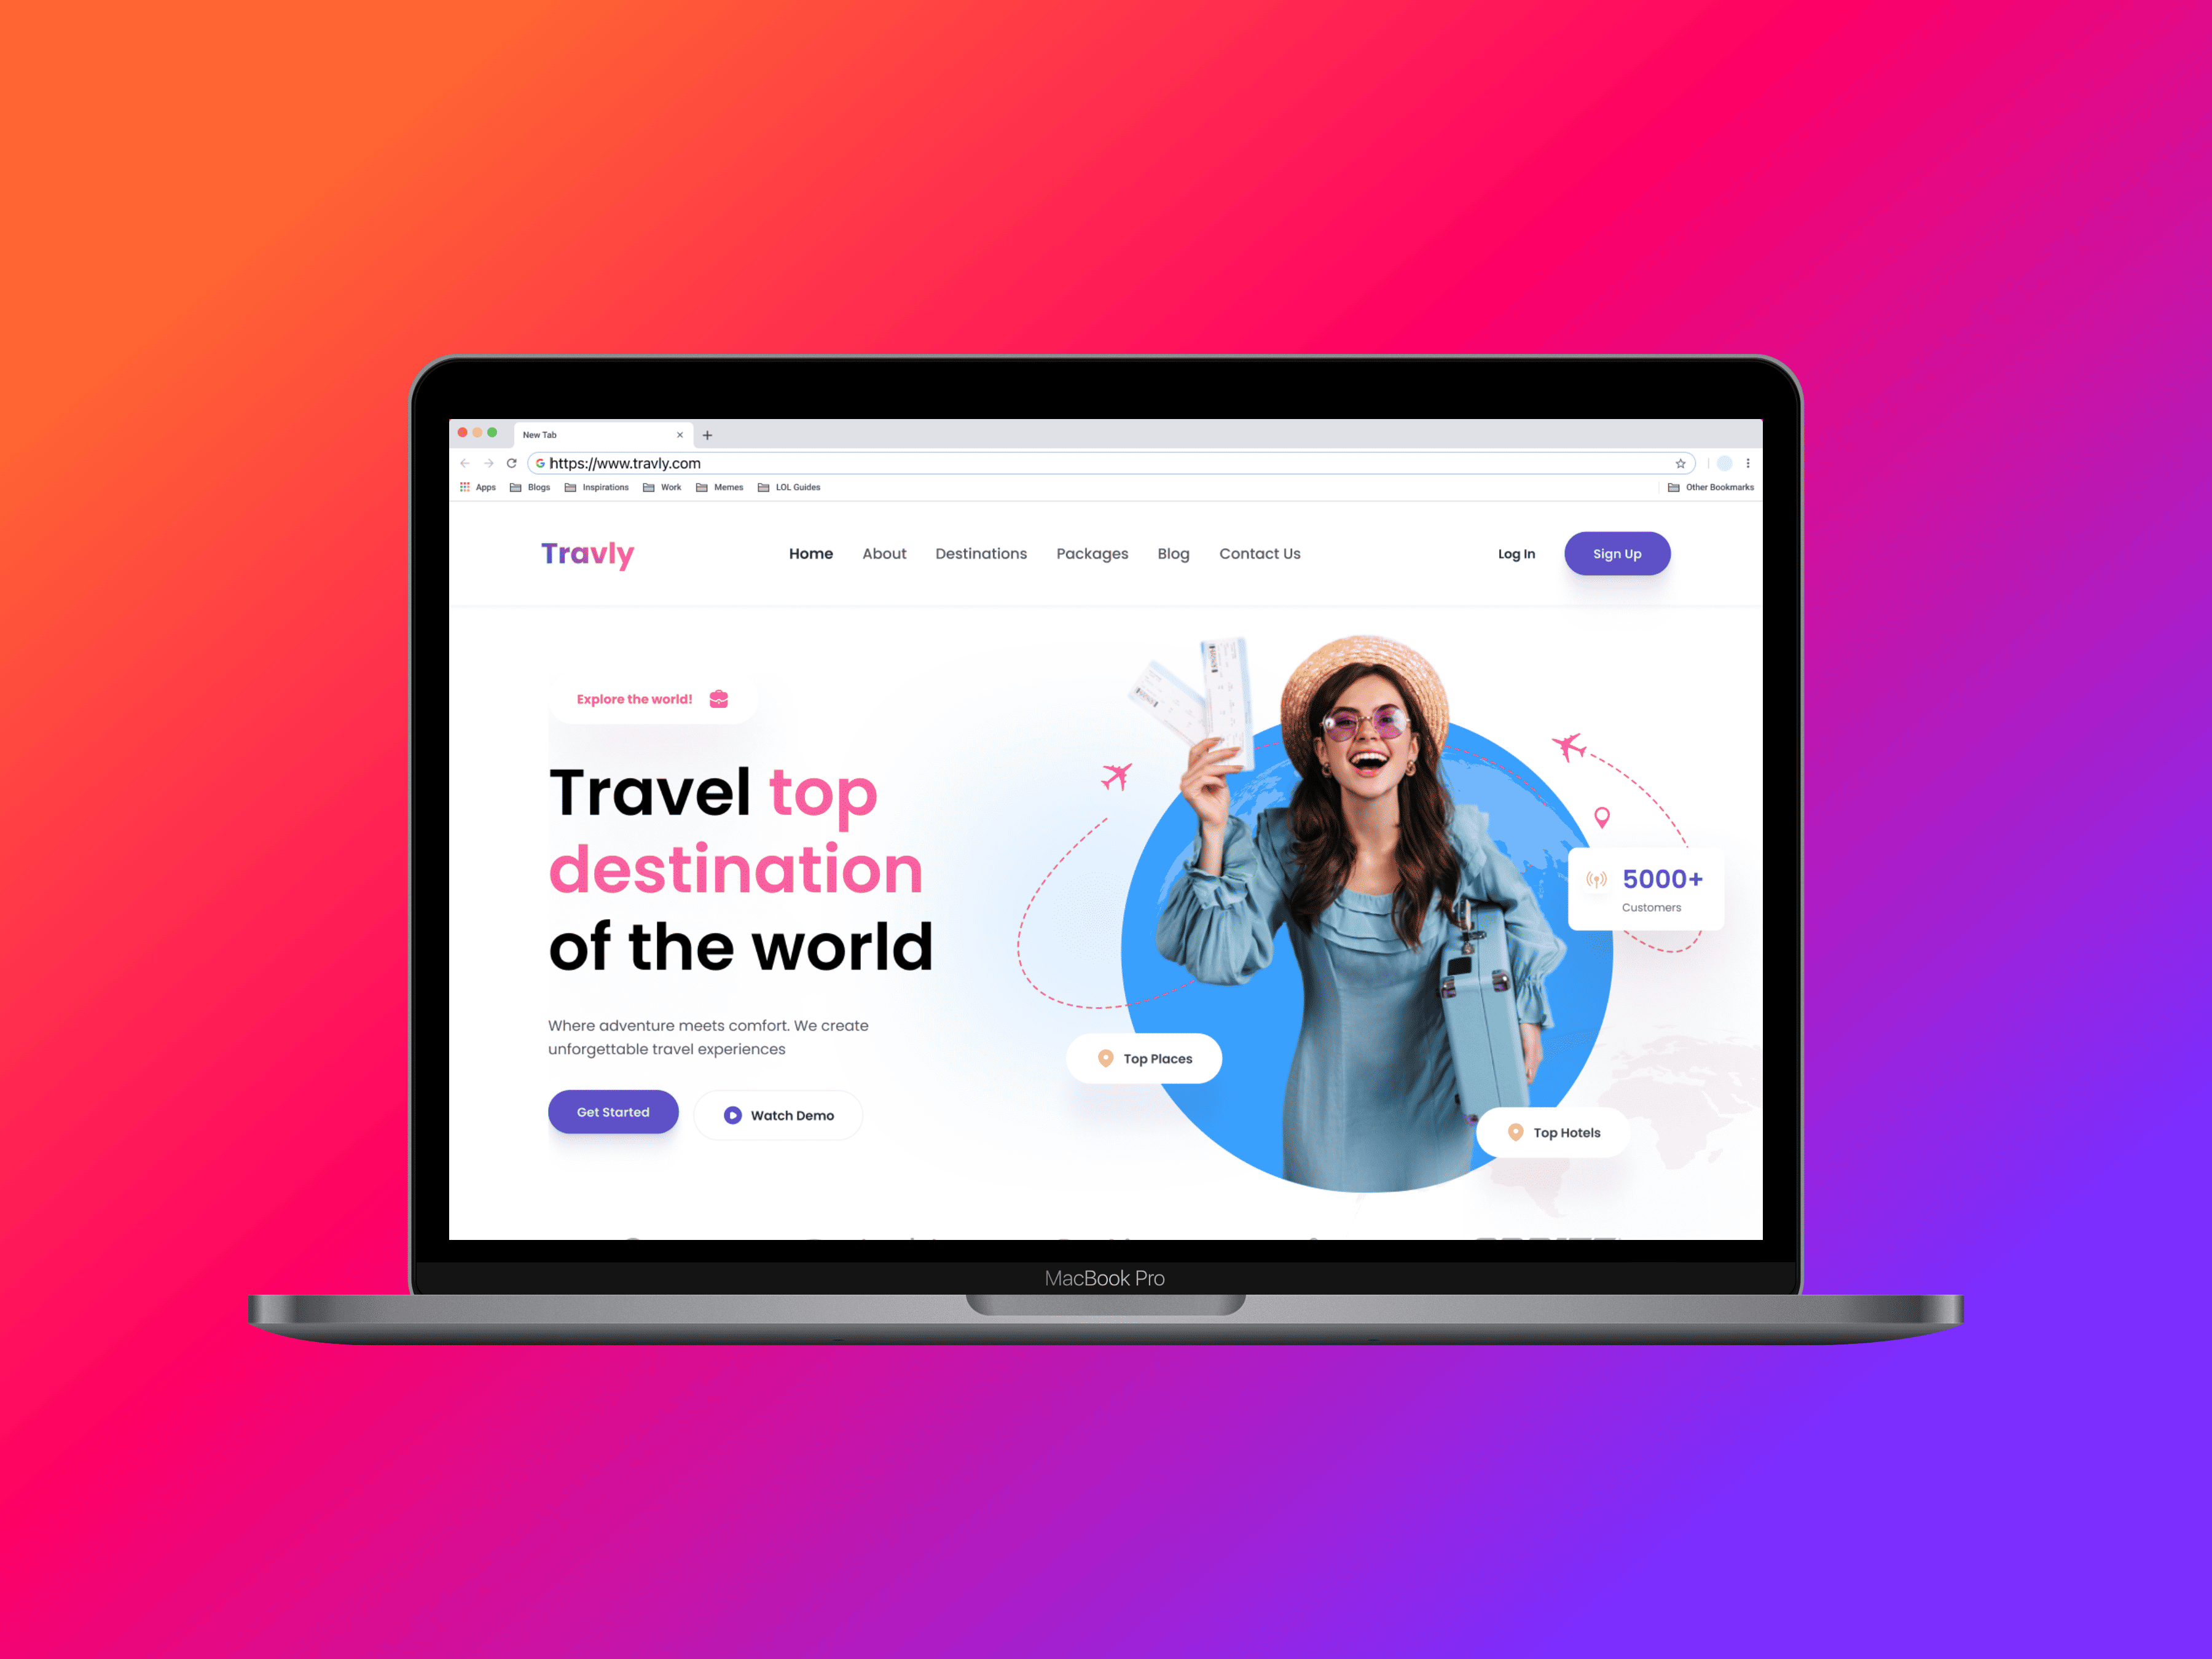 New Tab
https://www.travly.com
Apps Blogs Inspirations Work Memes LOL Guides Other Bookmarks
Travly Home About Destinations Packages Blog Contact Us Log In Sign Up
Explore the world!
Travel top
destination
of the world
Where adventure meets comfort. We create
unforgettable travel experiences
Get Started Watch Demo
5000+
Customers
Top Places
Top Hotels
MacBook Pro